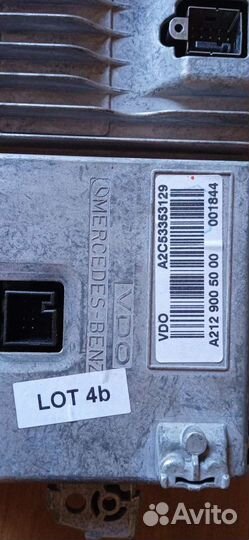 MERCEDES-BENZ
VDO
A2C53353129
VDO
A212 900 50 00
001844
LOT 4b
Avito